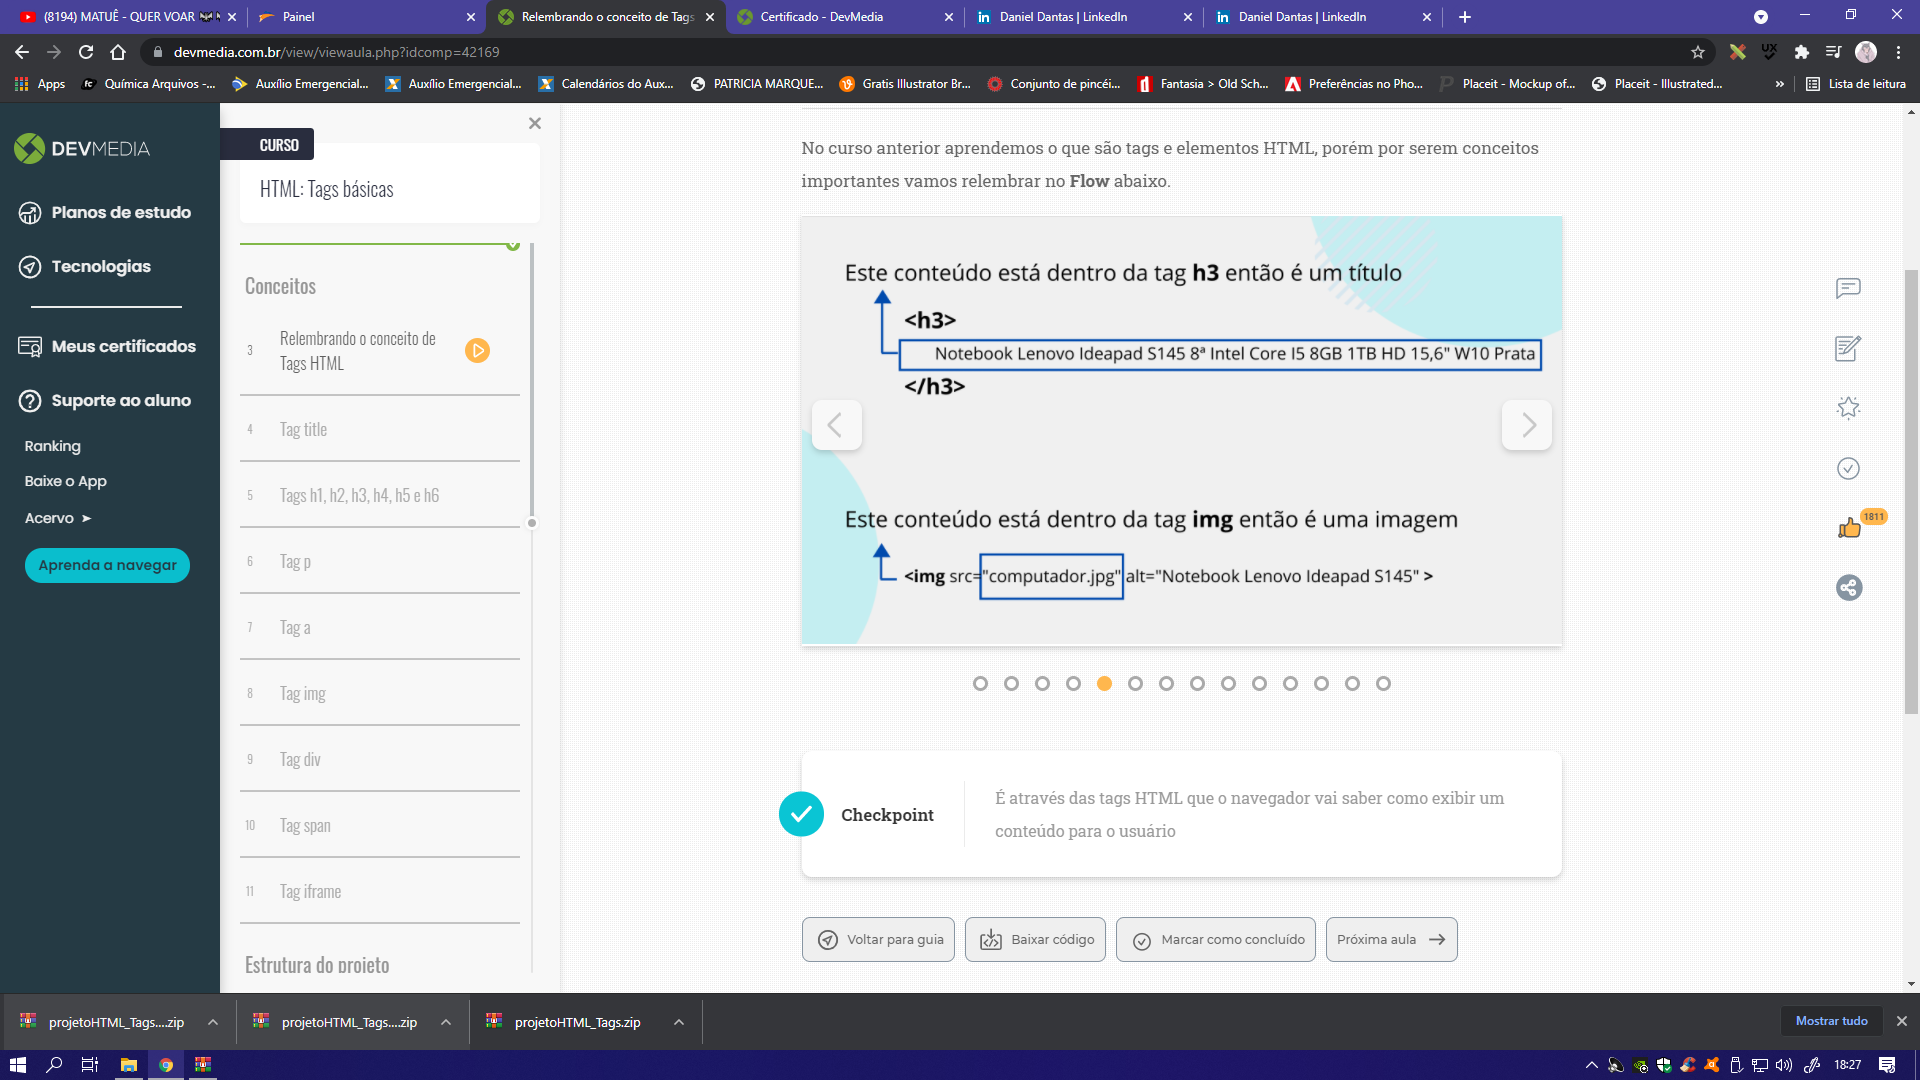 (8194) MATUÊ - QUER VOAR
Painel
Relembrando o conceito de Tags
Certificado - DevMedia
Daniel Dantas | LinkedIn
Daniel Dantas | LinkedIn
devmedia.com.br/view/viewaula.php?idcomp=42169
Apps
Química Arquivos -...
Auxílio Emergencial...
Auxílio Emergencial...
Calendários do Aux...
PATRICIA MARQUE...
Gratis Illustrator Br...
Conjunto de pincéi...
Fantasia > Old Sch...
Preferências no Pho...
Placeit - Mockup of...
Placeit - Illustrated...
»
Lista de leitura
DEVMEDIA
Planos de estudo
Tecnologias
Meus certificados
Suporte ao aluno
Ranking
Baixe o App
Acervo ➤
Aprenda a navegar
CURSO
HTML: Tags básicas
Conceitos
3 Relembrando o conceito de
Tags HTML
4 Tag title
5 Tags h1, h2, h3, h4, h5 e h6
6 Tag p
7 Tag a
8 Tag img
9 Tag div
10 Tag span
11 Tag iframe
Estrutura do projeto
No curso anterior aprendemos o que são tags e elementos HTML, porém por serem conceitos
importantes vamos relembrar no Flow abaixo.
Este conteúdo está dentro da tag h3 então é um título
<h3>
Notebook Lenovo Ideapad S145 8ª Intel Core I5 8GB 1TB HD 15,6" W10 Prata
</h3>
Este conteúdo está dentro da tag img então é uma imagem
<img src="computador.jpg" alt="Notebook Lenovo Ideapad S145" >
Checkpoint
É através das tags HTML que o navegador vai saber como exibir um
conteúdo para o usuário
Voltar para guia
Baixar código
Marcar como concluído
Próxima aula
1811
projetoHTML_Tags....zip
projetoHTML_Tags....zip
projetoHTML_Tags.zip
Mostrar tudo
18:27